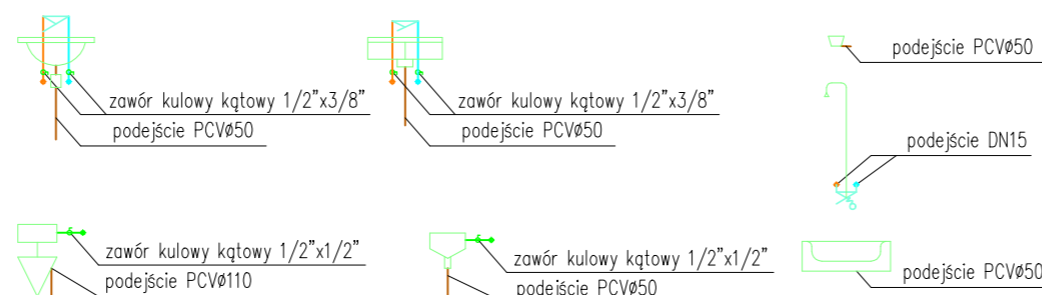 podejście PCVø50
zawór kulowy kątowy 1/2"x3/8"
podejście PCVø50
zawór kulowy kątowy 1/2"x3/8"
podejście PCVø50
podejście DN15
zawór kulowy kątowy 1/2"x1/2"
podejście PCVø110
zawór kulowy kątowy 1/2"x1/2"
podejście PCVø50
podejście PCVø50